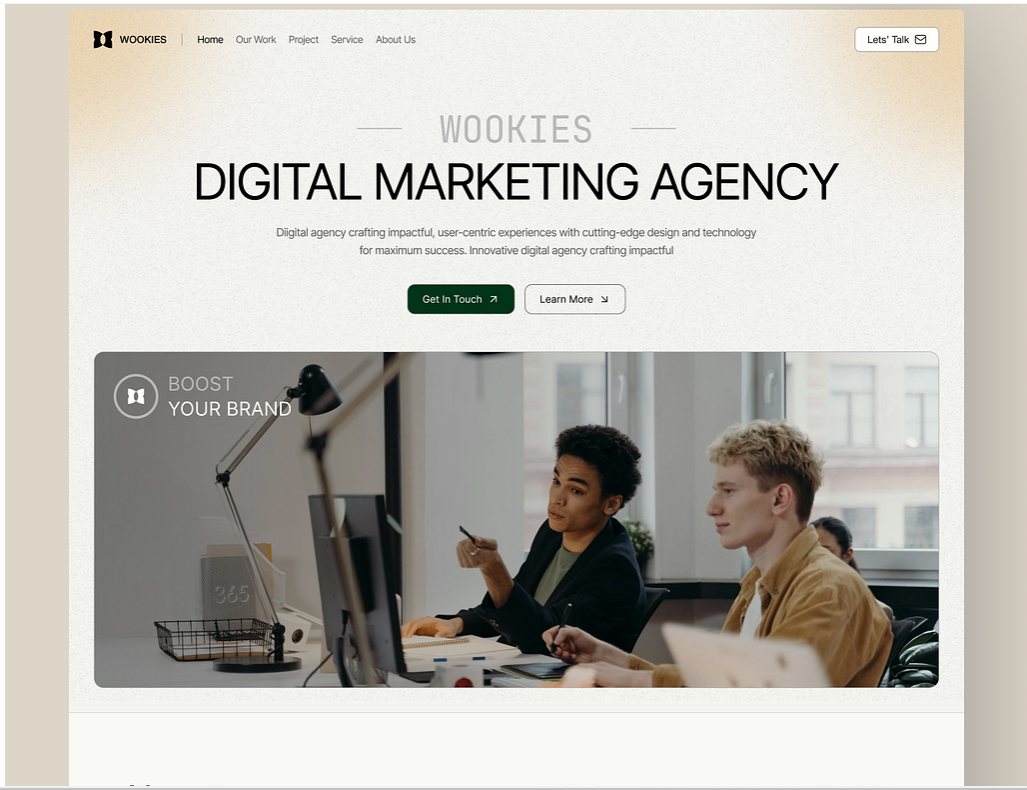 WOOKIES
Home Our Work Project Service About Us
Lets' Talk
WOOKIES
DIGITAL MARKETING AGENCY
Diigital agency crafting impactful, user-centric experiences with cutting-edge design and technology
for maximum success. Innovative digital agency crafting impactful
Get In Touch
Learn More
BOOST
YOUR BRAND
365